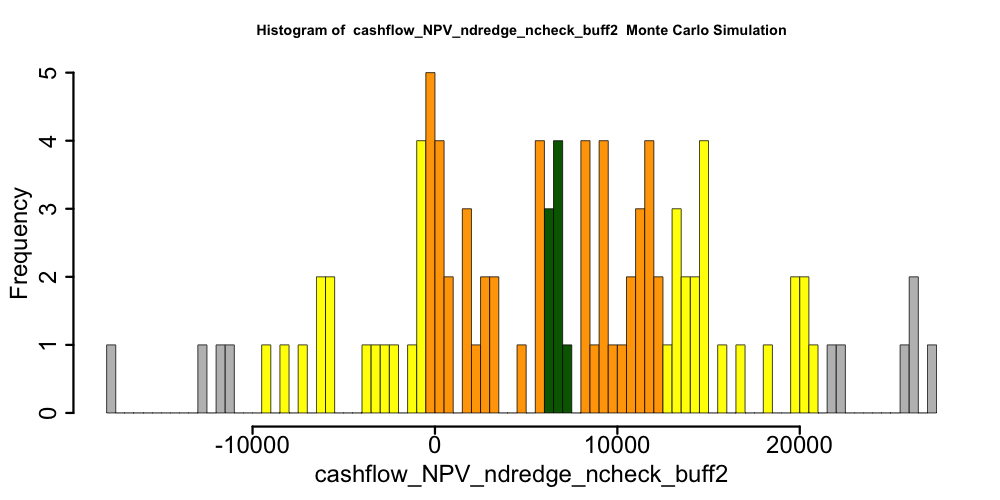 Histogram of cashflow_NPV_ndredge_ncheck_buff2 Monte Carlo Simulation
5
4
3
2
1
0
Frequency
-10000 0 10000 20000
cashflow_NPV_ndredge_ncheck_buff2